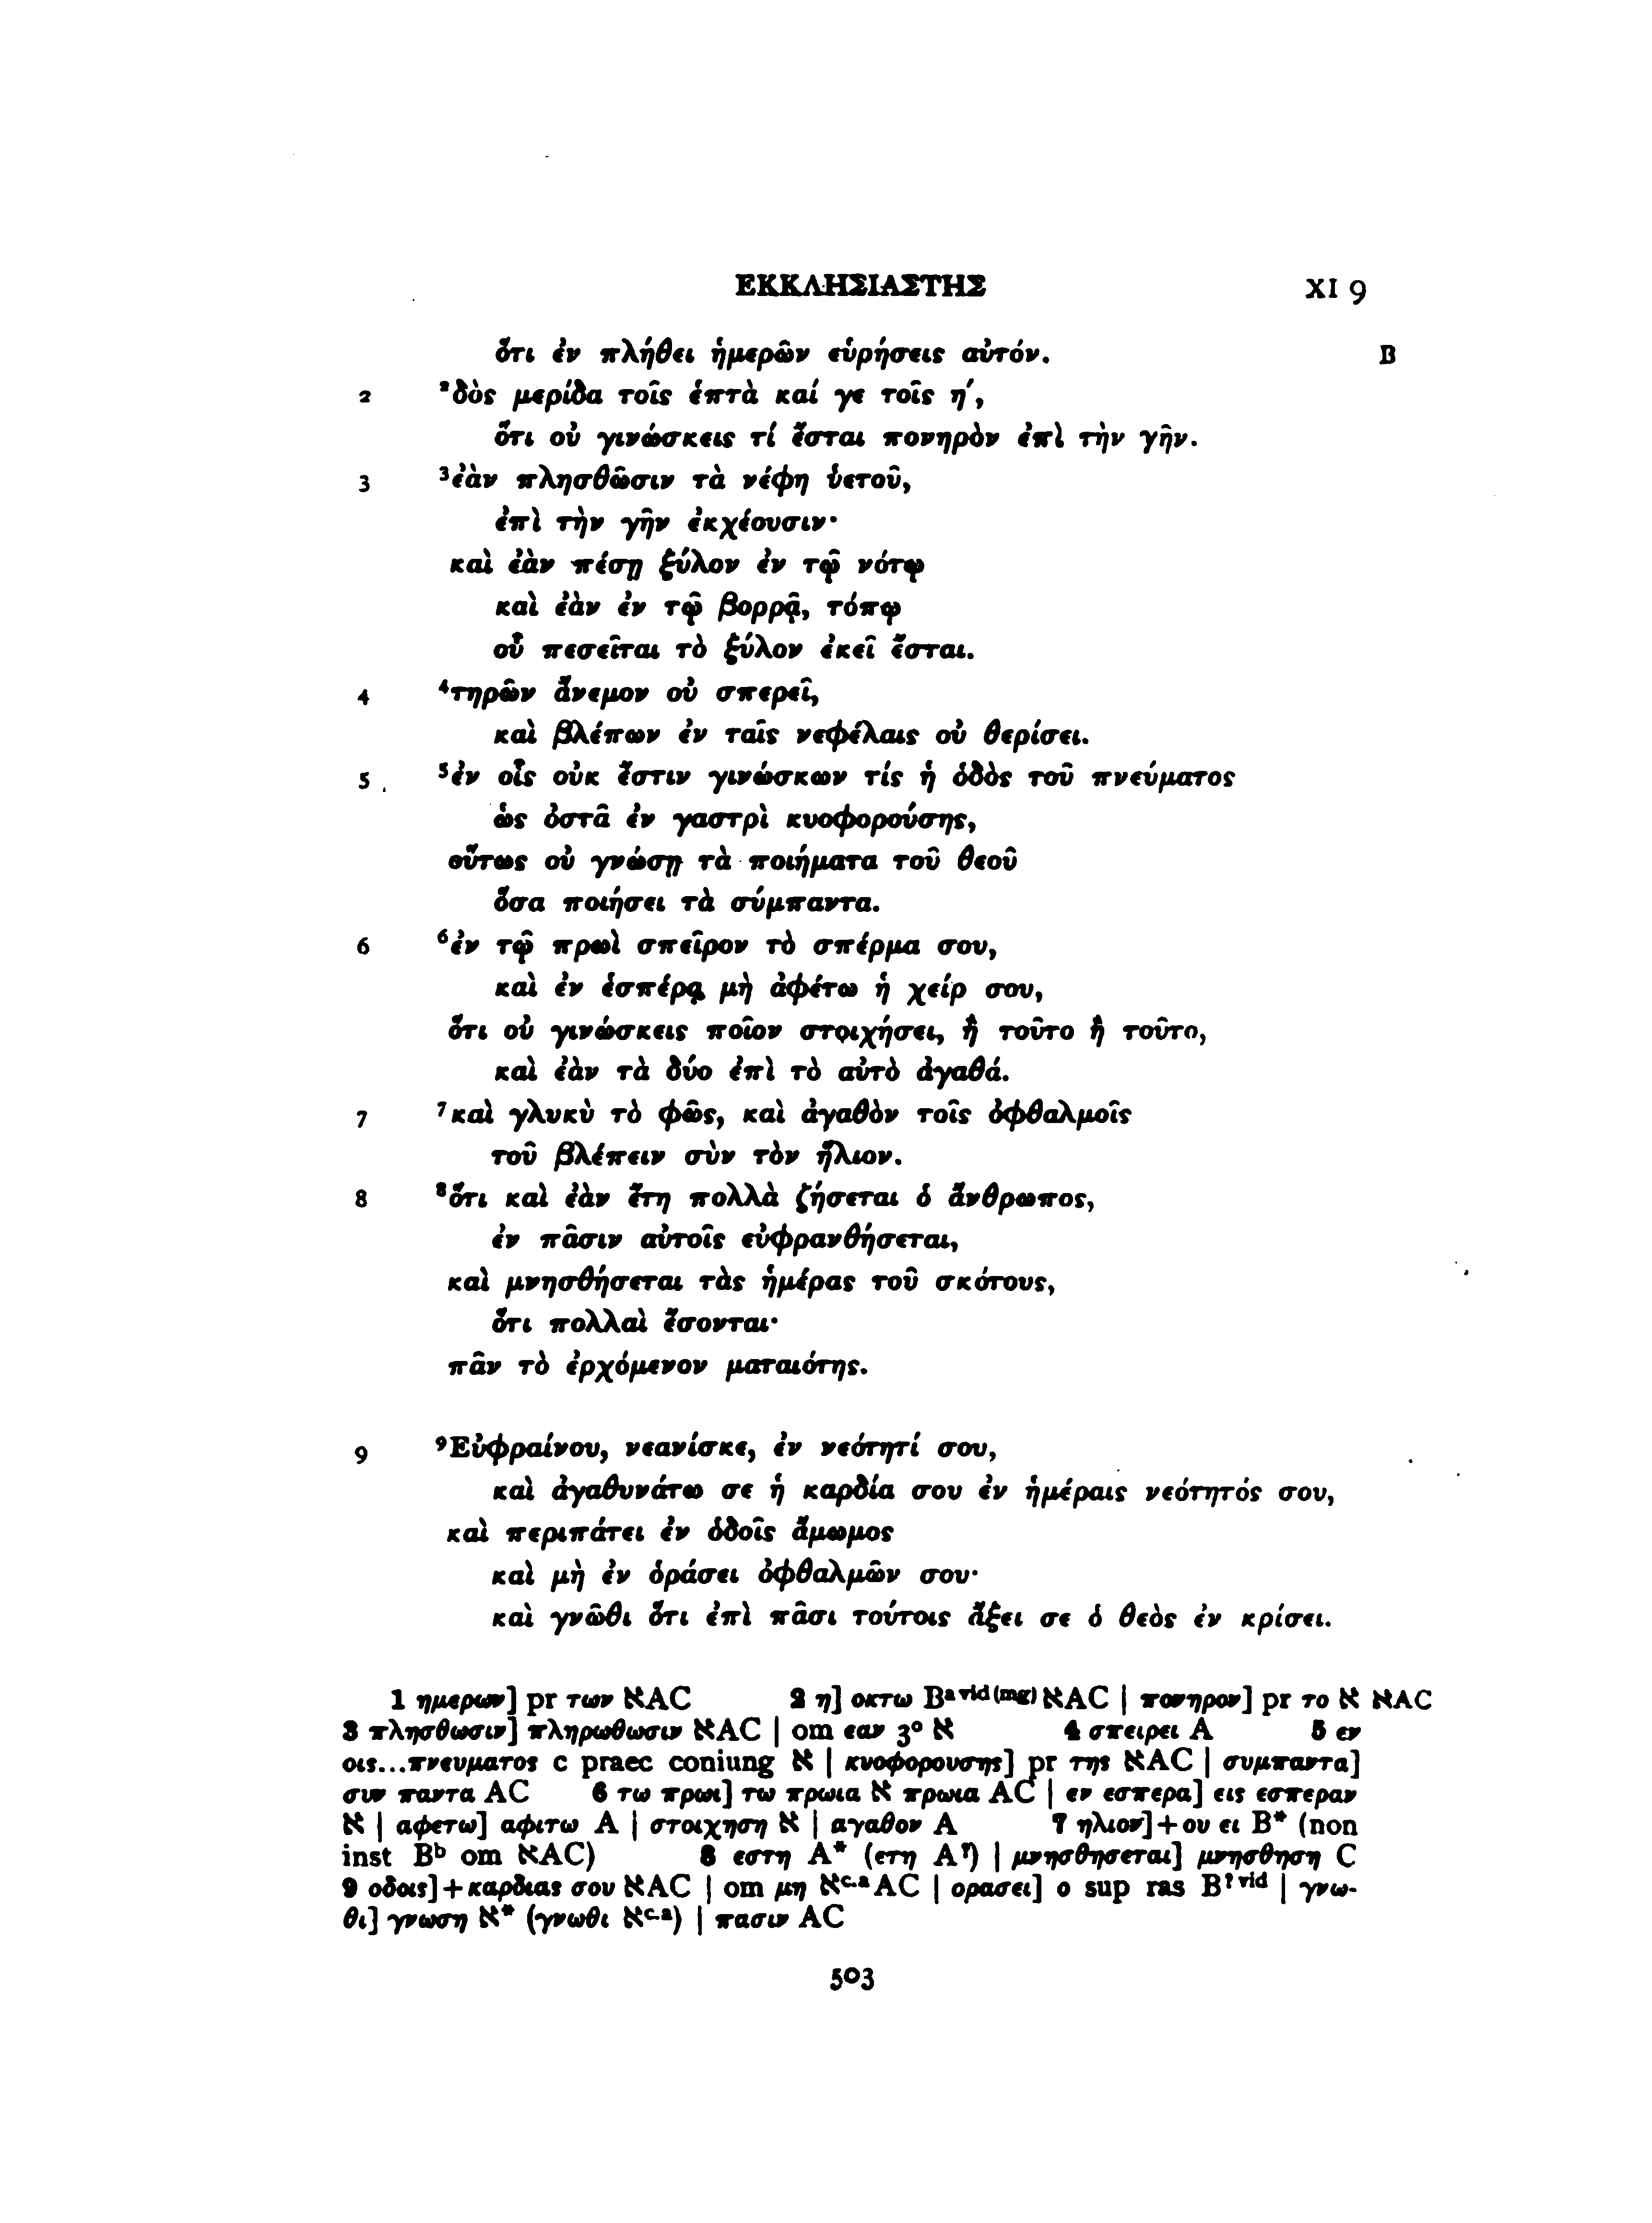 ΕΚΚΛΗΣΙΑΣΤΗΣ XI 9
ὅτι ἐν πλήθει ἡμερῶν εὑρήσεις αὐτόν. B
2 ²δὸς μερίδα τοῖς ἑπτὰ καί γε τοῖς η′,
ὅτι οὐ γινώσκεις τί ἔσται πονηρὸν ἐπὶ τὴν γῆν.
3 ³ἐὰν πλησθῶσιν τὰ νέφη ὑετοῦ,
ἐπὶ τὴν γῆν ἐκχέουσιν·
καὶ ἐὰν πέσῃ ξύλον ἐν τῷ νότῳ
καὶ ἐὰν ἐν τῷ βορρᾷ, τόπῳ
οὗ πεσεῖται τὸ ξύλον ἐκεῖ ἔσται.
4 ⁴τηρῶν ἄνεμον οὐ σπερεῖ,
καὶ βλέπων ἐν ταῖς νεφέλαις οὐ θερίσει.
5 ⁵ἐν οἷς οὐκ ἔστιν γινώσκων τίς ἡ ὁδὸς τοῦ πνεύματος
ὡς ὀστᾶ ἐν γαστρὶ κυοφορούσης,
οὕτως οὐ γνώσῃ τὰ ποιήματα τοῦ θεοῦ
ὅσα ποιήσει τὰ σύμπαντα.
6 ⁶ἐν τῷ πρωὶ σπεῖρον τὸ σπέρμα σου,
καὶ ἐν ἑσπέρᾳ μὴ ἀφέτω ἡ χείρ σου,
ὅτι οὐ γινώσκεις ποῖον στοιχήσει, ἢ τοῦτο ἢ τοῦτο,
καὶ ἐὰν τὰ δύο ἐπὶ τὸ αὐτὸ ἀγαθά.
7 ⁷καὶ γλυκὺ τὸ φῶς, καὶ ἀγαθὸν τοῖς ὀφθαλμοῖς
τοῦ βλέπειν σὺν τὸν ἥλιον.
8 ⁸ὅτι καὶ ἐὰν ἔτη πολλὰ ζήσεται ὁ ἄνθρωπος,
ἐν πᾶσιν αὐτοῖς εὐφρανθήσεται,
καὶ μνησθήσεται τὰς ἡμέρας τοῦ σκότους,
ὅτι πολλαὶ ἔσονται·
πᾶν τὸ ἐρχόμενον ματαιότης.
9 ⁹Εὐφραίνου, νεανίσκε, ἐν νεότητί σου,
καὶ ἀγαθυνάτω σε ἡ καρδία σου ἐν ἡμέραις νεότητός σου,
καὶ περιπάτει ἐν ὁδοῖς ἄμωμος
καὶ μὴ ἐν ὁράσει ὀφθαλμῶν σου·
καὶ γνῶθι ὅτι ἐπὶ πᾶσι τούτοις ἄξει σε ὁ θεὸς ἐν κρίσει.
1 ημερων] pr των אAC 2 η] οκτω Bᵃ ᵛⁱᵈ ⁽ᵐᵍ⁾ אAC | πονηρον] pr το א אAC
3 πλησθωσιν] πληρωθωσιν אAC | om εαν 3° א 4 σπειρει A 5 εν
οις...πνευματος c praec coniung א | κυοφορουσης] pr της אAC | συμπαντα]
συν παντα AC 6 τω πρωι] τω πρωια א πρωια AC | εν εσπερα] εις εσπεραν
א | αφετω] αφιτω A | στοιχηση א | αγαθον A 7 ηλιον]+ου ει B* (non
inst Bᵇ om אAC) 8 εστη A* (ετη A?) | μνησθησεται] μνησθηση C
9 οδοις]+καρδιας σου אAC | om μη אᶜ·ᵃAC | ορασει] ο sup ras B? ᵛⁱᵈ | γνω-
θι] γνωση א* (γνωθι אᶜ·ᵃ) | πασιν AC
503